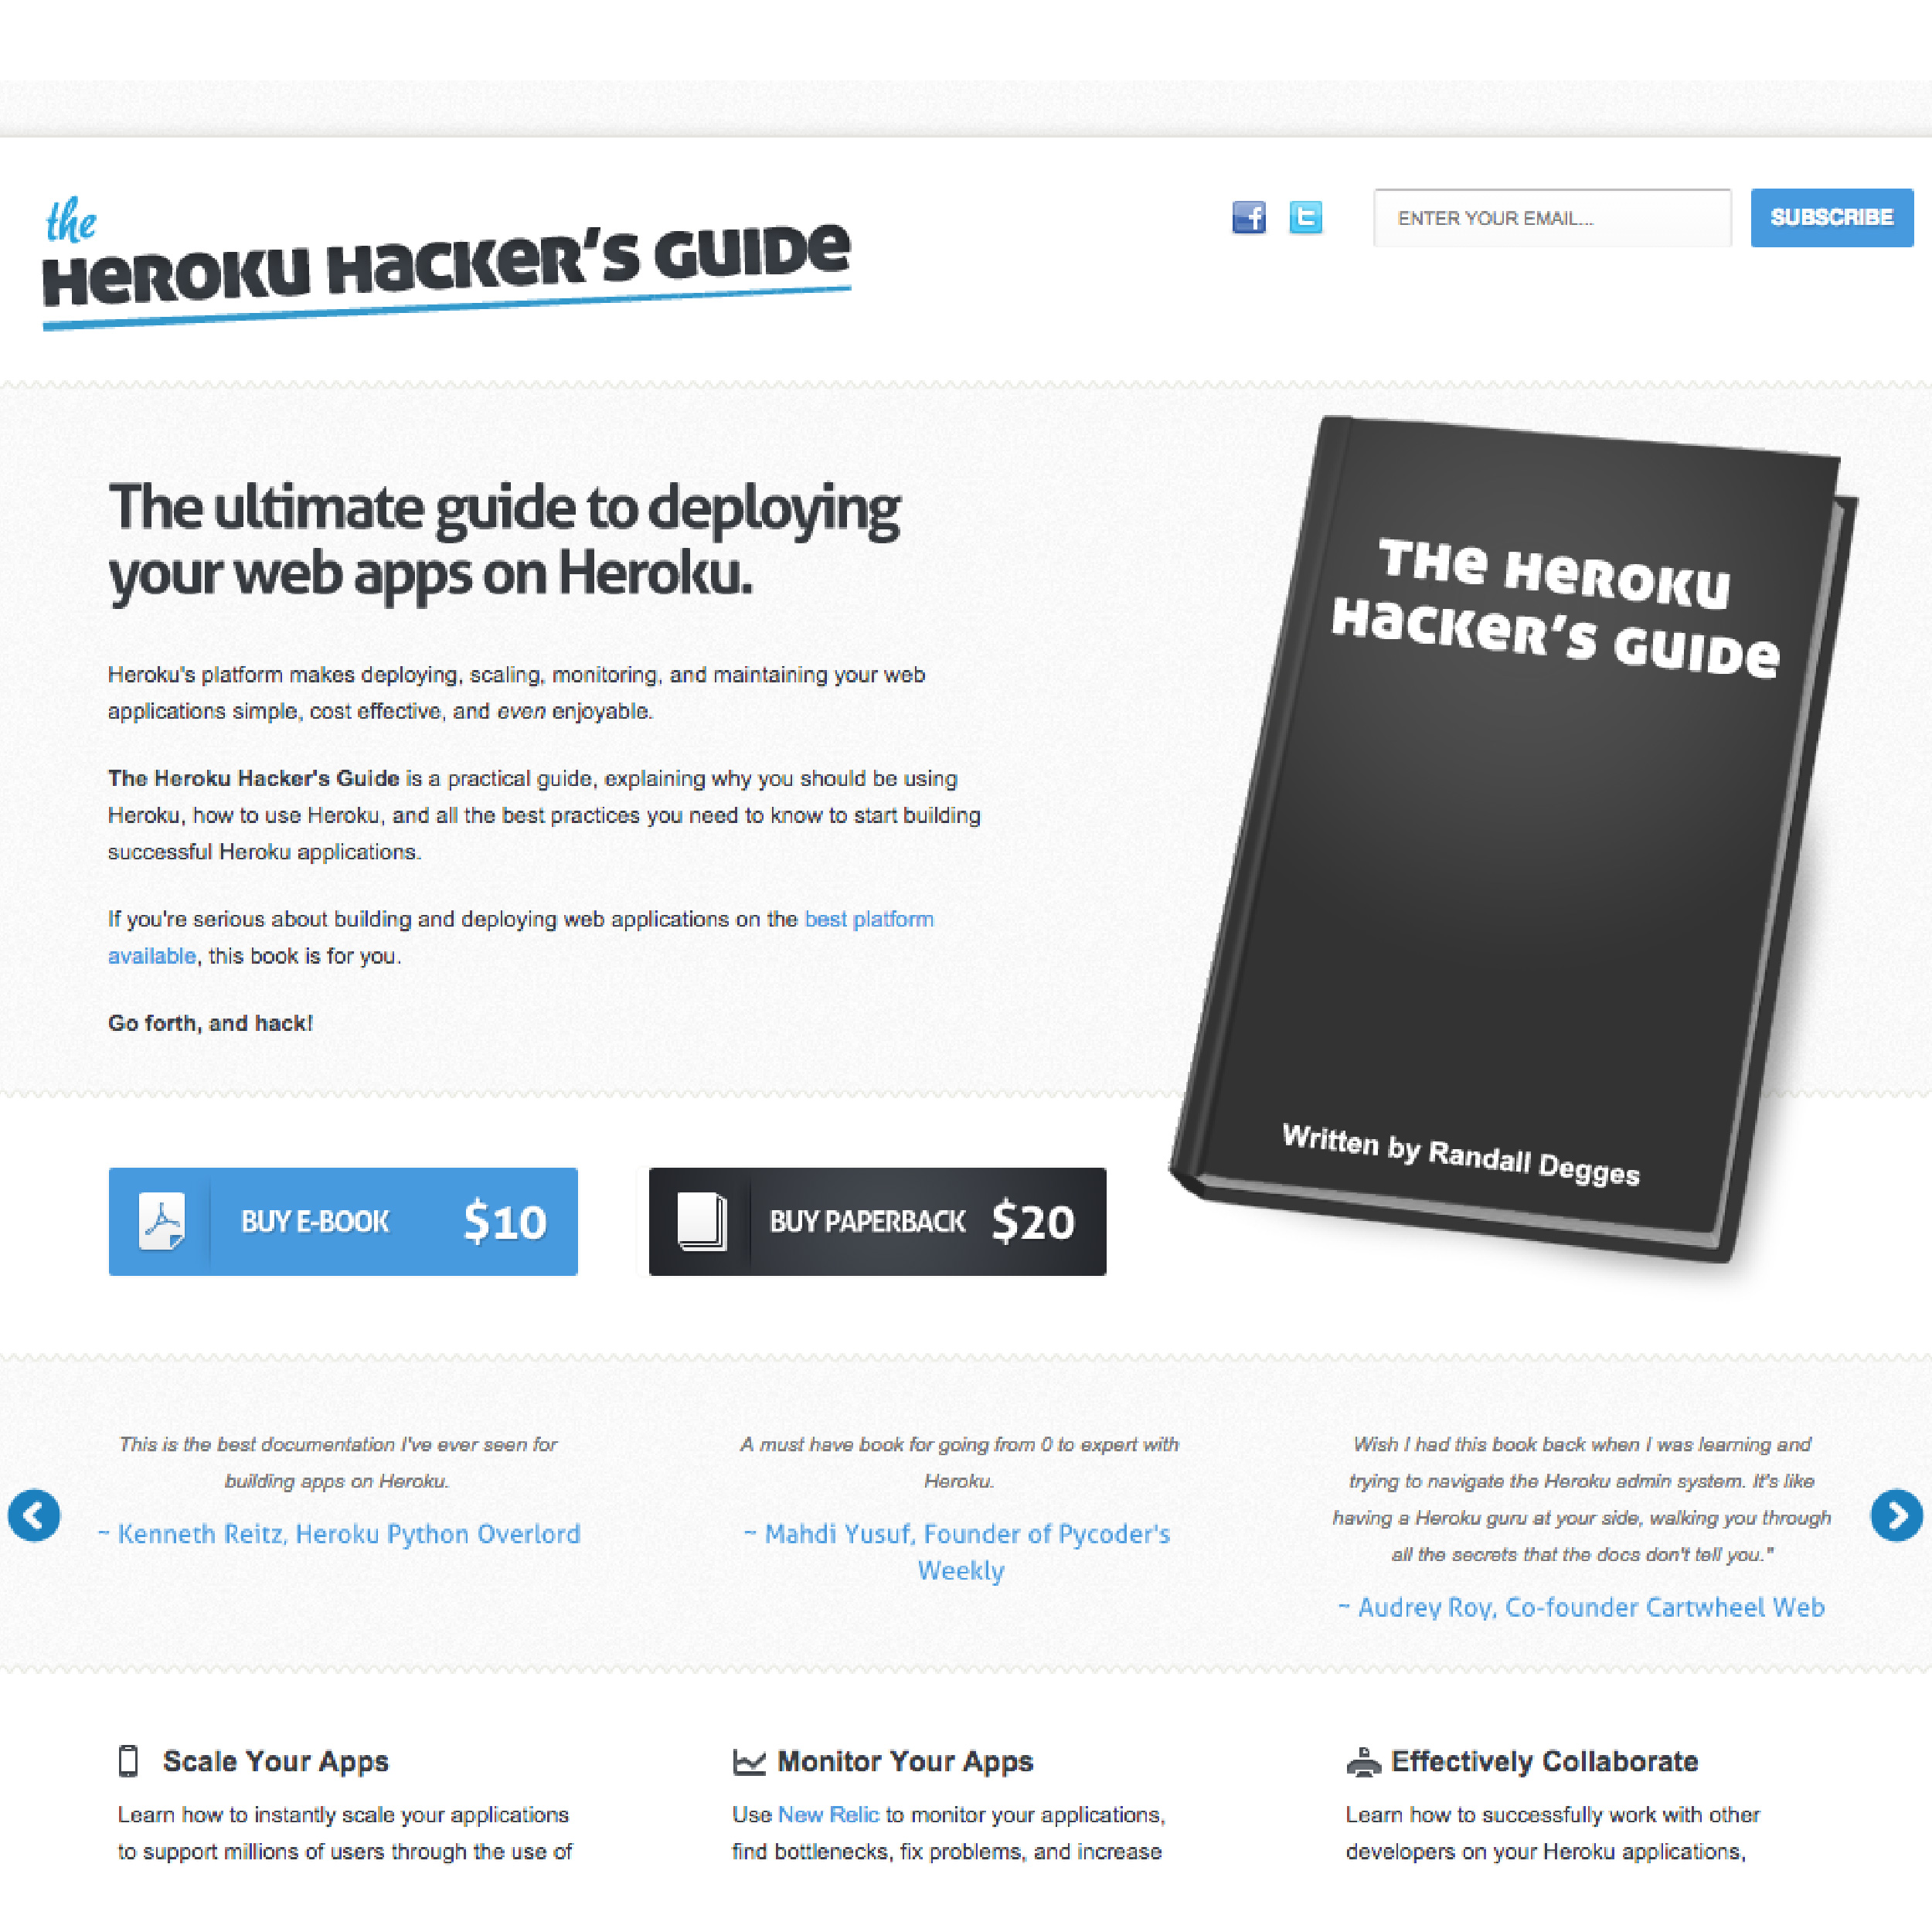 the
HEROKU HACKER'S GUIDE
f
t
ENTER YOUR EMAIL...
SUBSCRIBE
The ultimate guide to deploying
your web apps on Heroku.
Heroku's platform makes deploying, scaling, monitoring, and maintaining your web
applications simple, cost effective, and even enjoyable.
The Heroku Hacker's Guide is a practical guide, explaining why you should be using
Heroku, how to use Heroku, and all the best practices you need to know to start building
successful Heroku applications.
If you're serious about building and deploying web applications on the best platform
available, this book is for you.
Go forth, and hack!
THE HEROKU
HACKER'S GUIDE
Written by Randall Degges
BUY E-BOOK $10
BUY PAPERBACK $20
This is the best documentation I've ever seen for
building apps on Heroku.
~ Kenneth Reitz, Heroku Python Overlord
A must have book for going from 0 to expert with
Heroku.
~ Mahdi Yusuf, Founder of Pycoder's
Weekly
Wish I had this book back when I was learning and
trying to navigate the Heroku admin system. It's like
having a Heroku guru at your side, walking you through
all the secrets that the docs don't tell you."
~ Audrey Roy, Co-founder Cartwheel Web
Scale Your Apps
Learn how to instantly scale your applications
to support millions of users through the use of
Monitor Your Apps
Use New Relic to monitor your applications,
find bottlenecks, fix problems, and increase
Effectively Collaborate
Learn how to successfully work with other
developers on your Heroku applications,